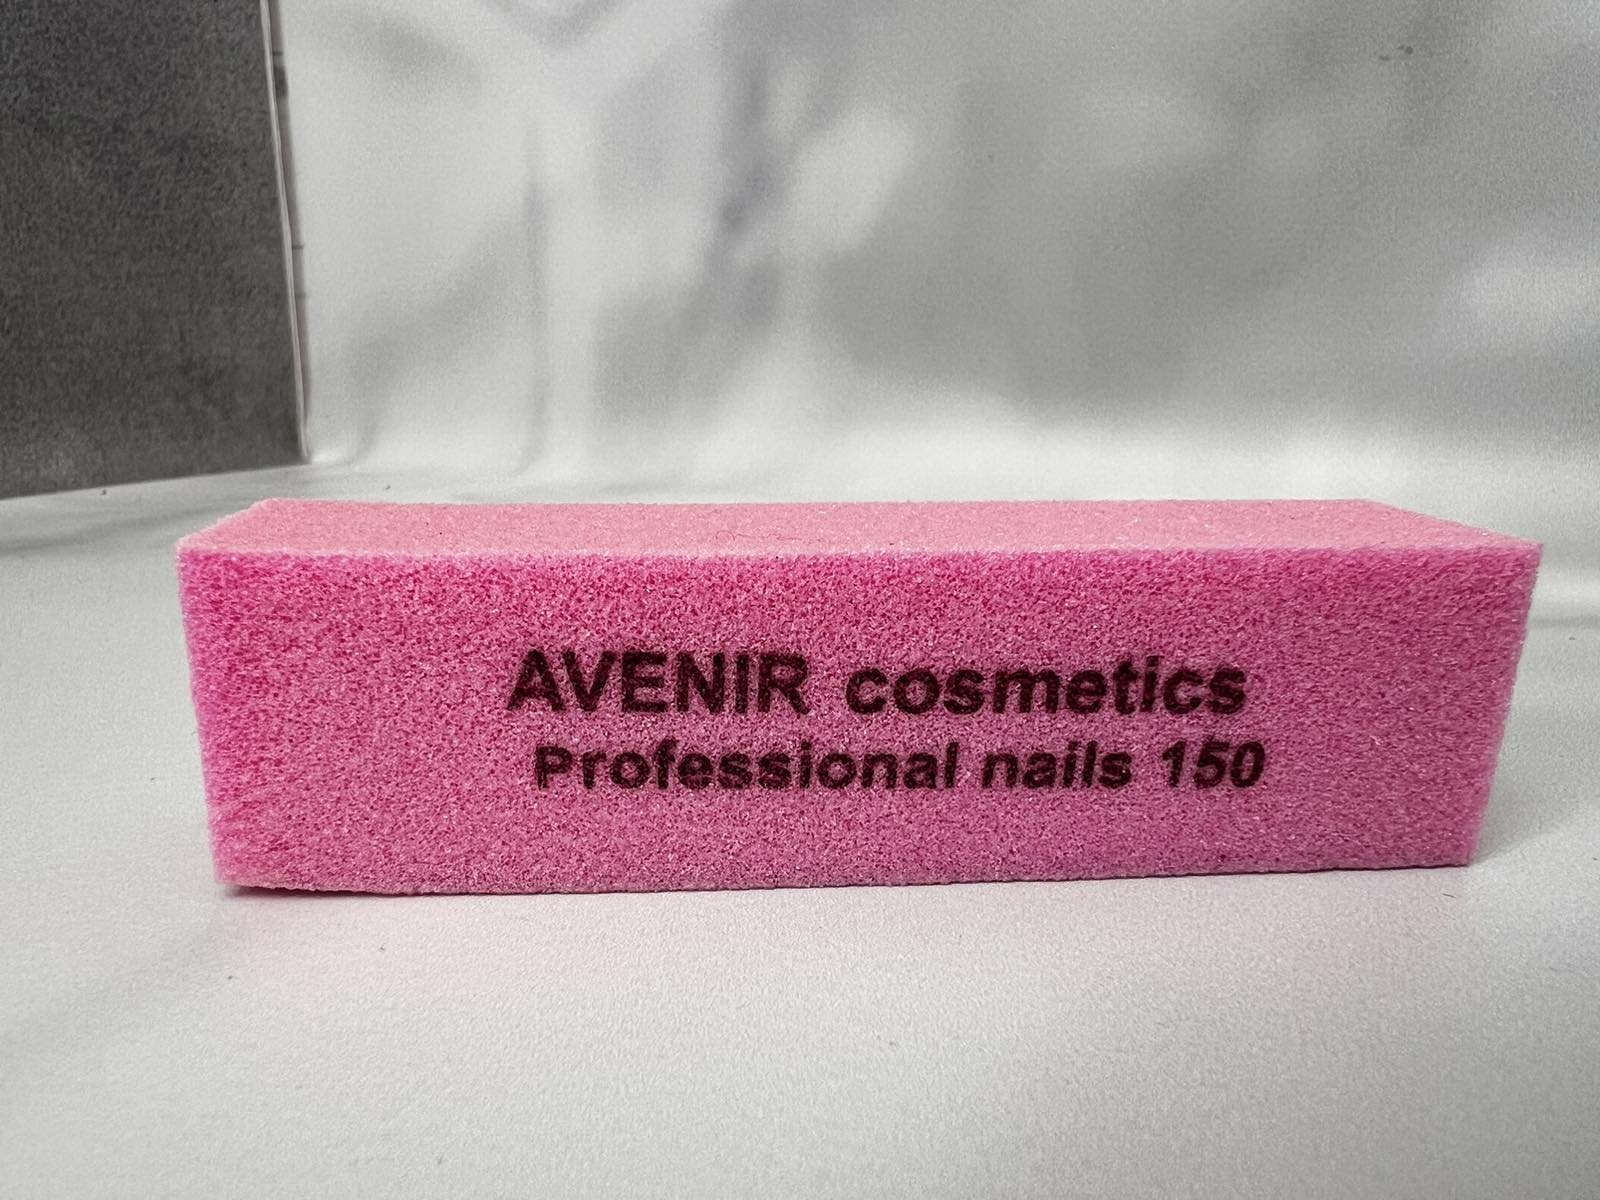 AVENIR cosmetics
Professional nails 150